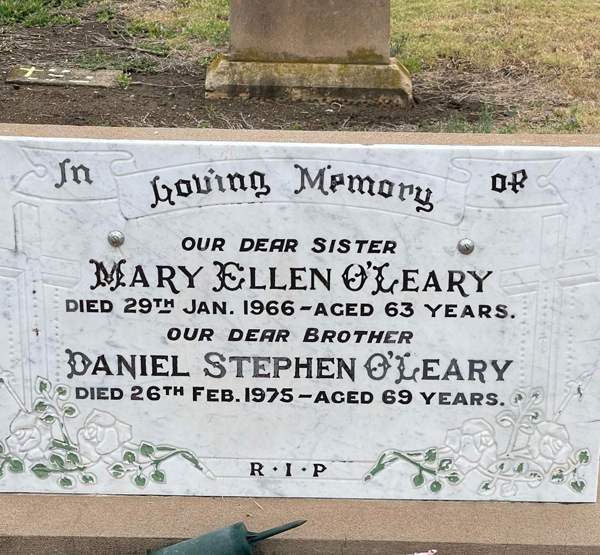 In Loving Memory of
OUR DEAR SISTER
MARY ELLEN O'LEARY
DIED 29TH JAN. 1966 – AGED 63 YEARS.
OUR DEAR BROTHER
DANIEL STEPHEN O'LEARY
DIED 26TH FEB. 1975 – AGED 69 YEARS.
R · I · P